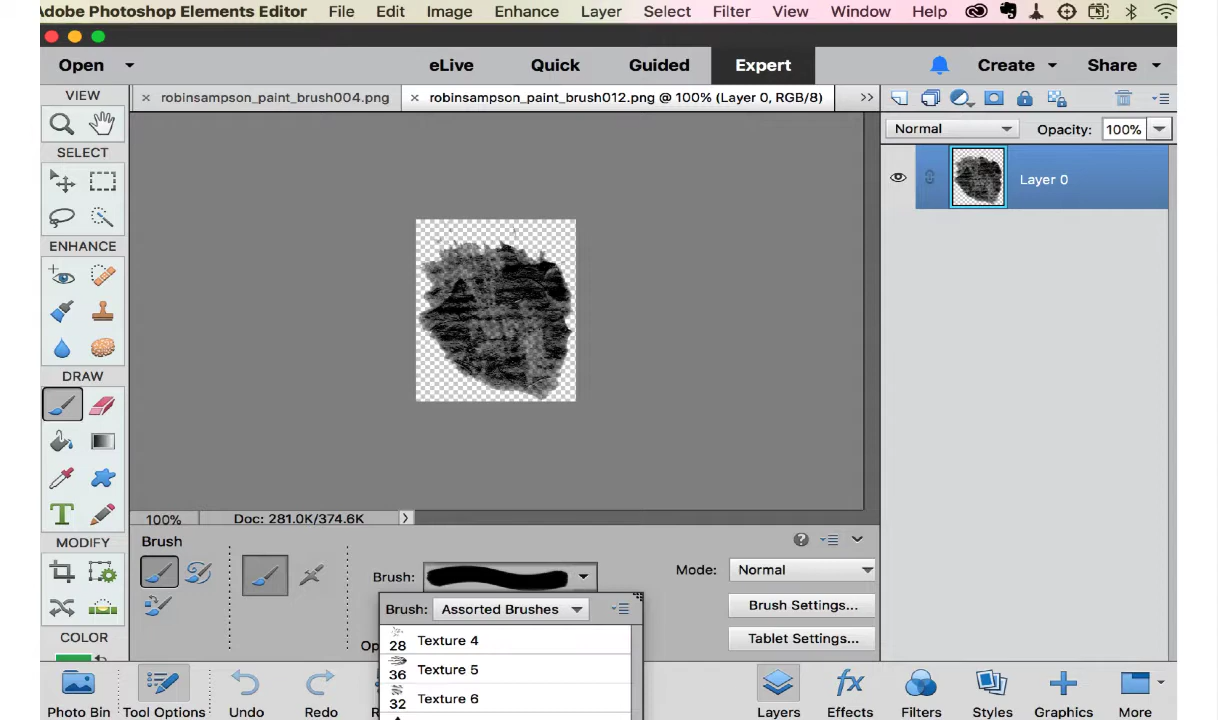 Adobe Photoshop Elements Editor File Edit Image Enhance Layer Select Filter View Window Help
Open eLive Quick Guided Expert Create Share
VIEW
× robinsampson_paint_brush004.png × robinsampson_paint_brush012.png @ 100% (Layer 0, RGB/8) >>
Normal Opacity: 100%
SELECT
Layer 0
ENHANCE
DRAW
100% Doc: 281.0K/374.6K
MODIFY
Brush
Brush: Mode: Normal
Brush: Assorted Brushes Brush Settings...
COLOR
28 Texture 4 Tablet Settings...
36 Texture 5
32 Texture 6
Photo Bin Tool Options Undo Redo Layers Effects Filters Styles Graphics More